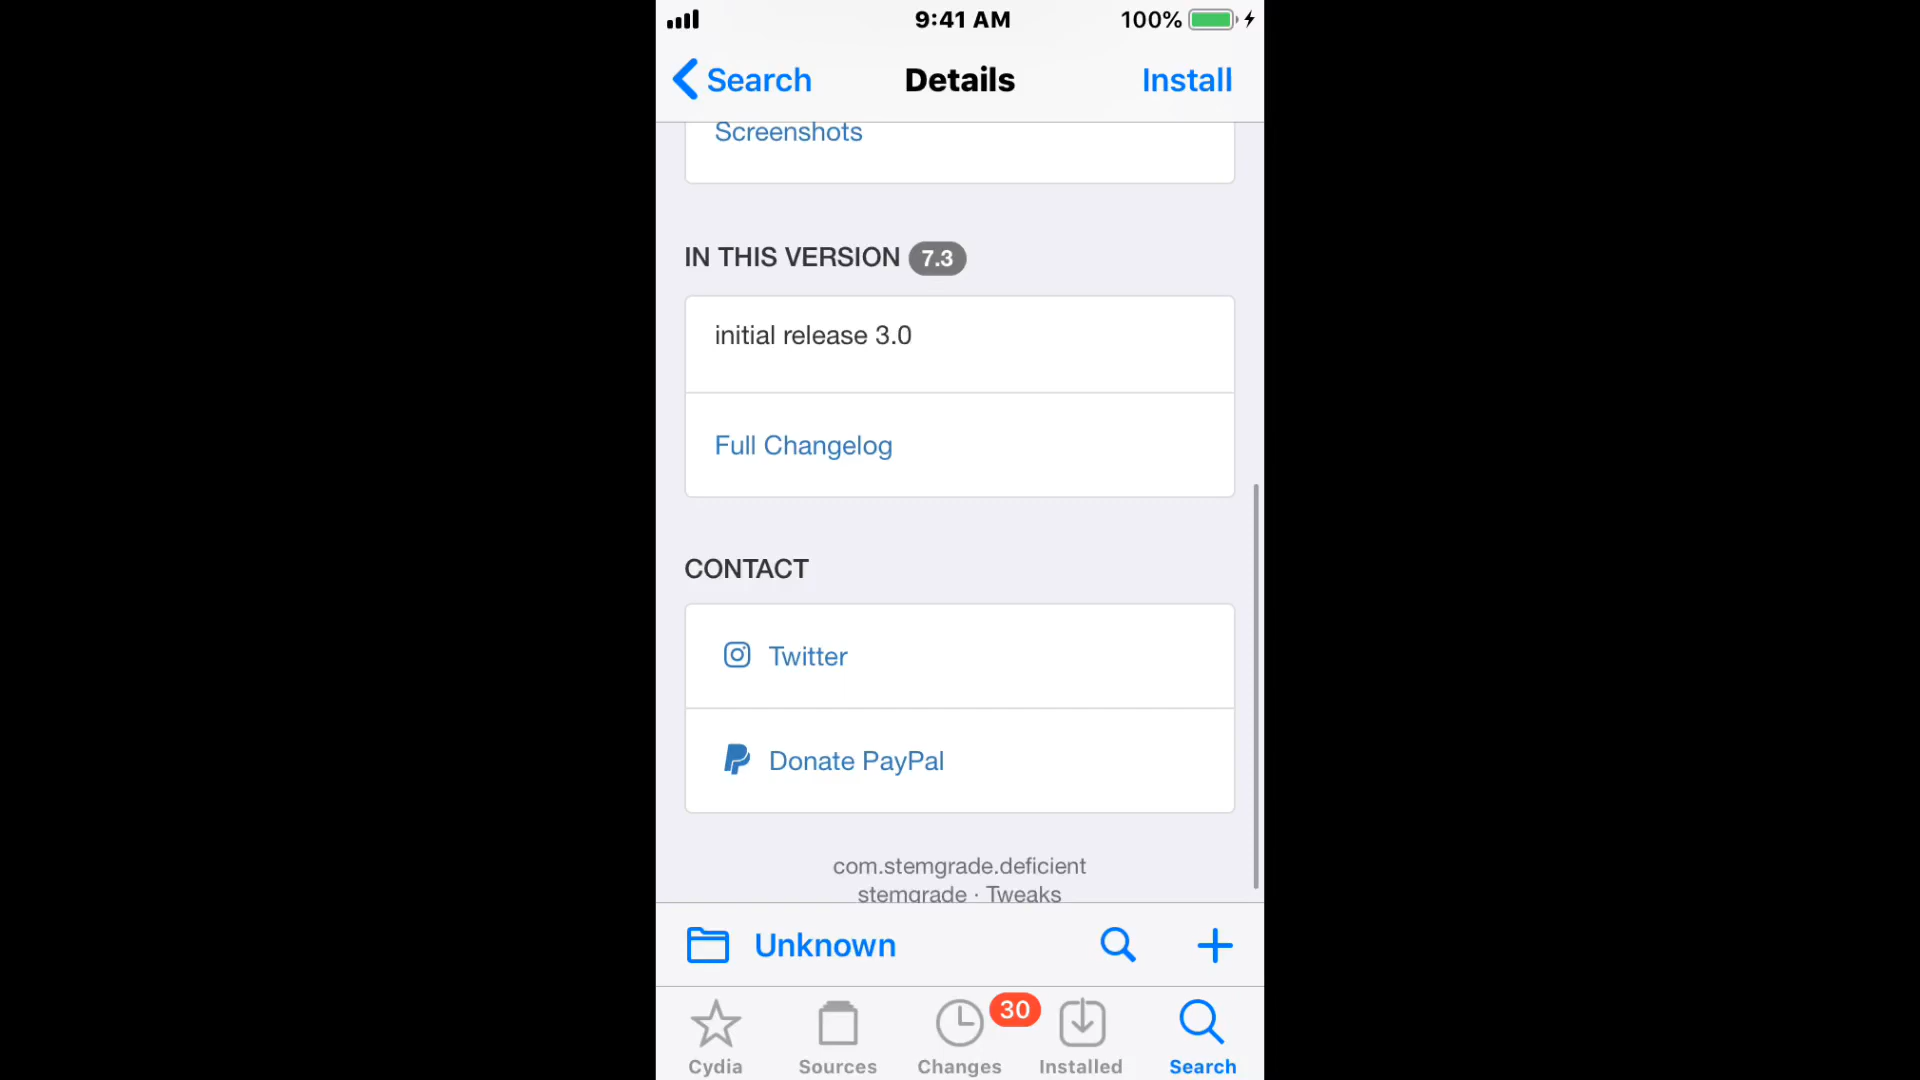 9:41 AM 100%
Search Details Install
Screenshots
IN THIS VERSION 7.3
initial release 3.0
Full Changelog
CONTACT
Twitter
Donate PayPal
com.stemgrade.deficient
stemgrade · Tweaks
Unknown
30
Cydia Sources Changes Installed Search